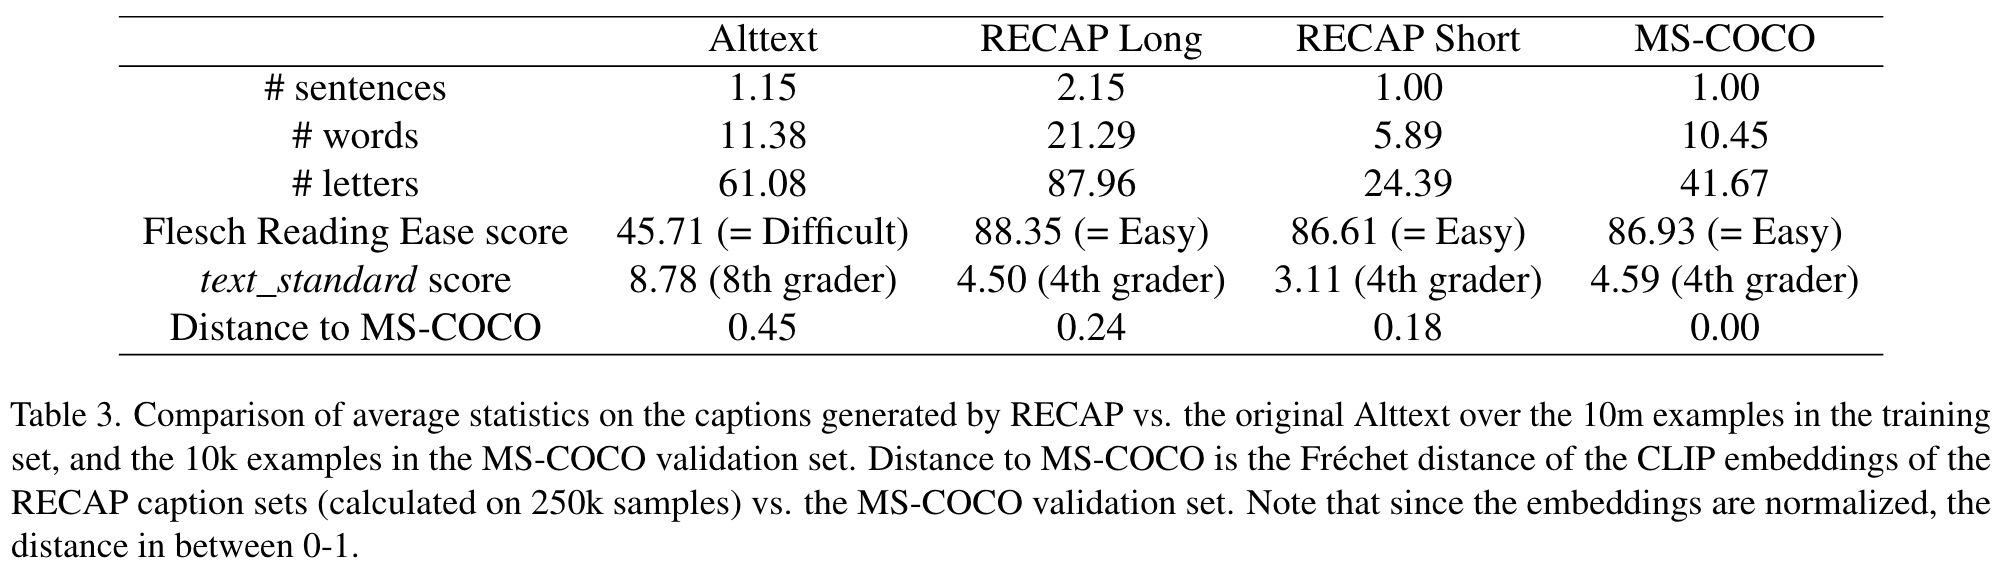 Alttext RECAP Long RECAP Short MS-COCO
# sentences 1.15 2.15 1.00 1.00
# words 11.38 21.29 5.89 10.45
# letters 61.08 87.96 24.39 41.67
Flesch Reading Ease score 45.71 (= Difficult) 88.35 (= Easy) 86.61 (= Easy) 86.93 (= Easy)
text_standard score 8.78 (8th grader) 4.50 (4th grader) 3.11 (4th grader) 4.59 (4th grader)
Distance to MS-COCO 0.45 0.24 0.18 0.00
Table 3. Comparison of average statistics on the captions generated by RECAP vs. the original Alttext over the 10m examples in the training
set, and the 10k examples in the MS-COCO validation set. Distance to MS-COCO is the Fréchet distance of the CLIP embeddings of the
RECAP caption sets (calculated on 250k samples) vs. the MS-COCO validation set. Note that since the embeddings are normalized, the
distance in between 0-1.